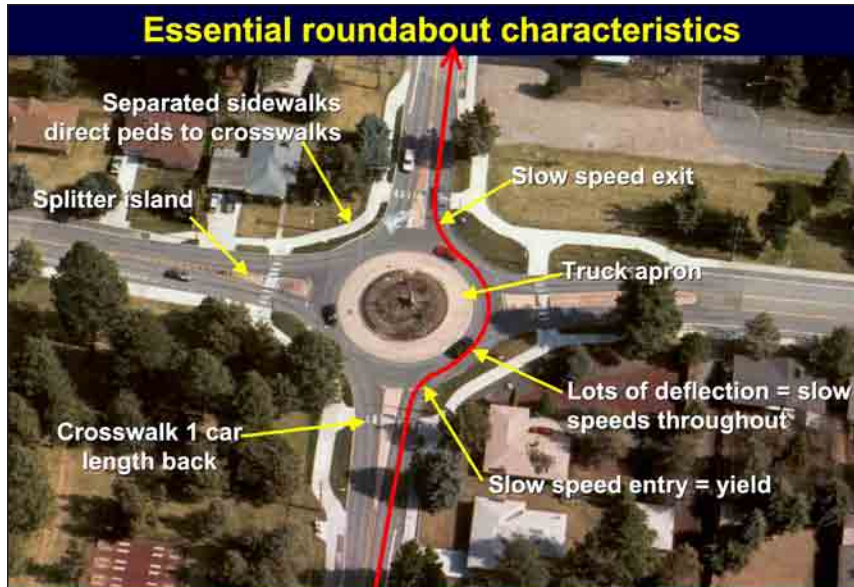 Essential roundabout characteristics
Separated sidewalks
direct peds to crosswalks
Slow speed exit
Splitter island
Truck apron
Lots of deflection = slow
speeds throughout
Crosswalk 1 car
length back
Slow speed entry = yield